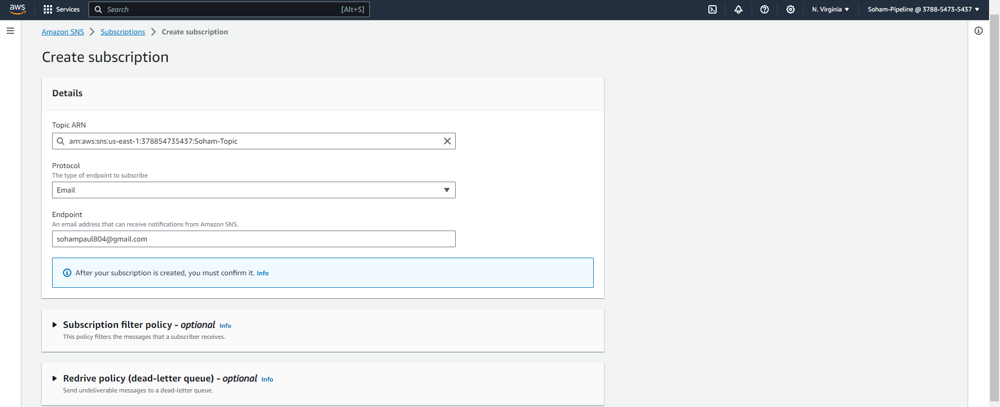 aws Services Search [Alt+S] N. Virginia Soham-Pipeline @ 3788-5473-5437
Amazon SNS Subscriptions Create subscription
Create subscription
Details
Topic ARN
arn:aws:sns:us-east-1:378854735437:Soham-Topic
Protocol
The type of endpoint to subscribe
Email
Endpoint
An email address that can receive notifications from Amazon SNS.
sohampaul804@gmail.com
After your subscription is created, you must confirm it. Info
Subscription filter policy - optional Info
This policy filters the messages that a subscriber receives.
Redrive policy (dead-letter queue) - optional Info
Send undeliverable messages to a dead-letter queue.